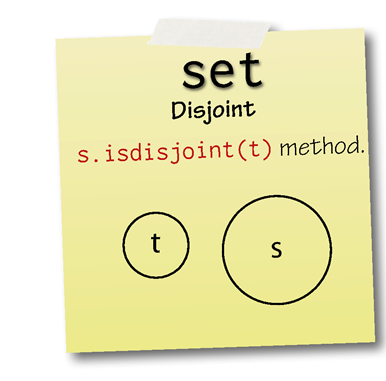 set
Disjoint
s.isdisjoint(t) method.
t
s